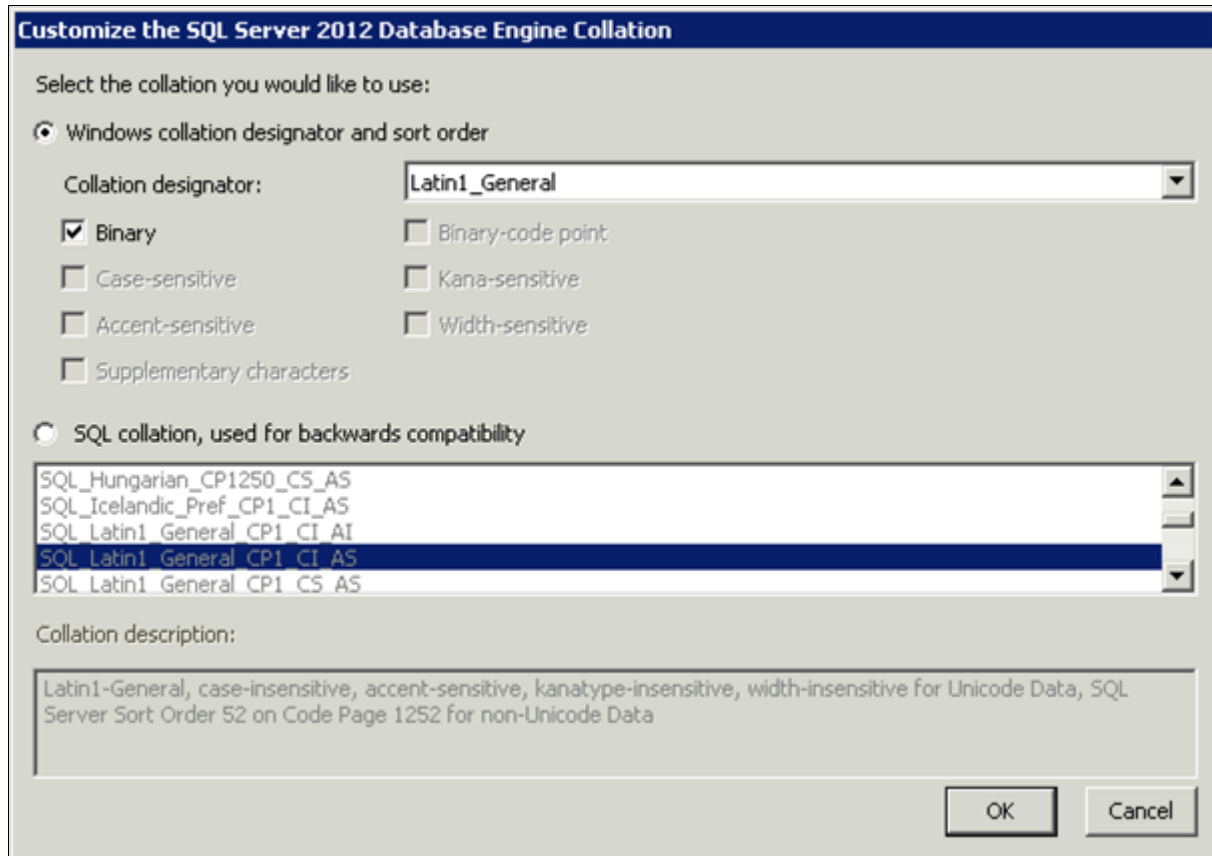 Customize the SQL Server 2012 Database Engine Collation
Select the collation you would like to use:
Windows collation designator and sort order
Collation designator:
Latin1_General
Binary
Binary-code point
Case-sensitive
Kana-sensitive
Accent-sensitive
Width-sensitive
Supplementary characters
SQL collation, used for backwards compatibility
SQL_Hungarian_CP1250_CS_AS
SQL_Icelandic_Pref_CP1_CI_AS
SQL_Latin1_General_CP1_CI_AI
SQL_Latin1_General_CP1_CI_AS
SQL_Latin1_General_CP1_CS_AS
Collation description:
Latin1-General, case-insensitive, accent-sensitive, kanatype-insensitive, width-insensitive for Unicode Data, SQL
Server Sort Order 52 on Code Page 1252 for non-Unicode Data
OK
Cancel